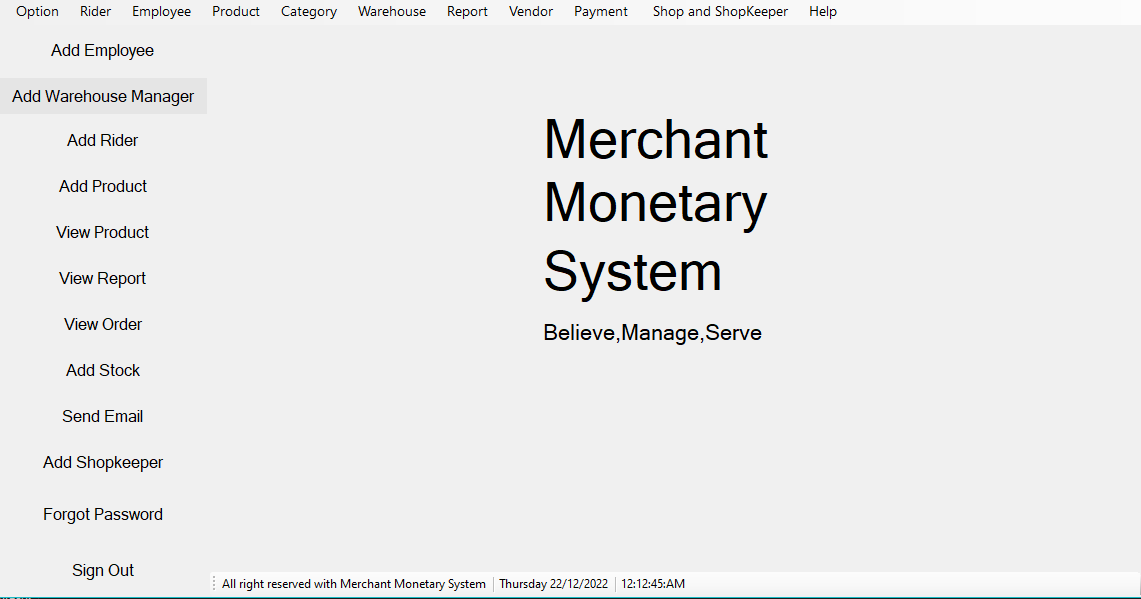 Option Rider Employee Product Category Warehouse Report Vendor Payment Shop and ShopKeeper Help
Add Employee
Add Warehouse Manager
Add Rider
Add Product
View Product
View Report
View Order
Add Stock
Send Email
Add Shopkeeper
Forgot Password
Sign Out
Merchant
Monetary
System
Believe,Manage,Serve
All right reserved with Merchant Monetary System Thursday 22/12/2022 12:12:45:AM